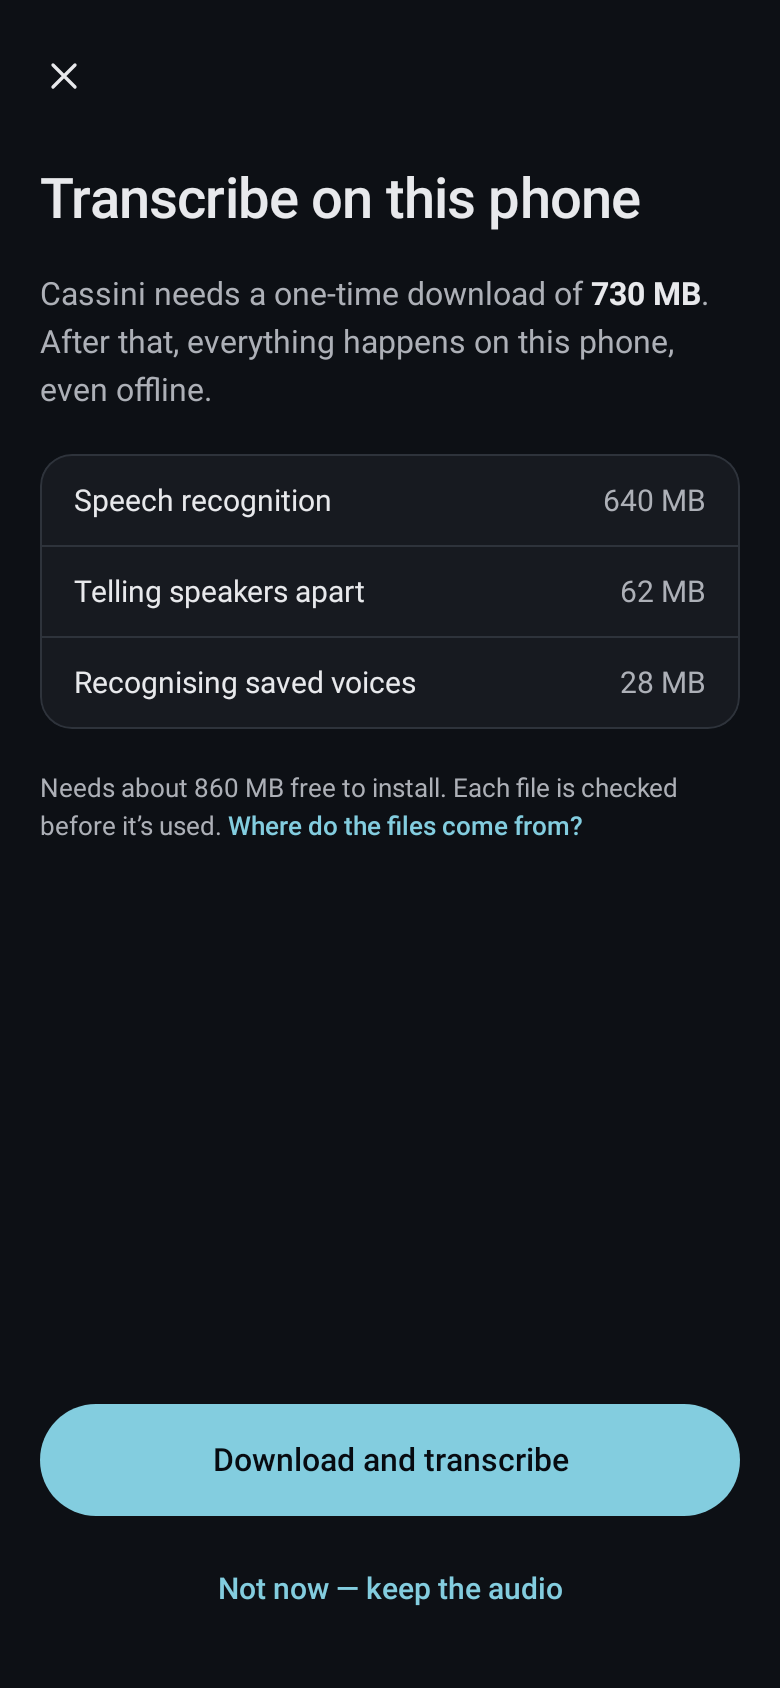 Transcribe on this phone
Cassini needs a one-time download of 730 MB.
After that, everything happens on this phone,
even offline.
Speech recognition 640 MB
Telling speakers apart 62 MB
Recognising saved voices 28 MB
Needs about 860 MB free to install. Each file is checked
before it’s used. Where do the files come from?
Download and transcribe
Not now — keep the audio